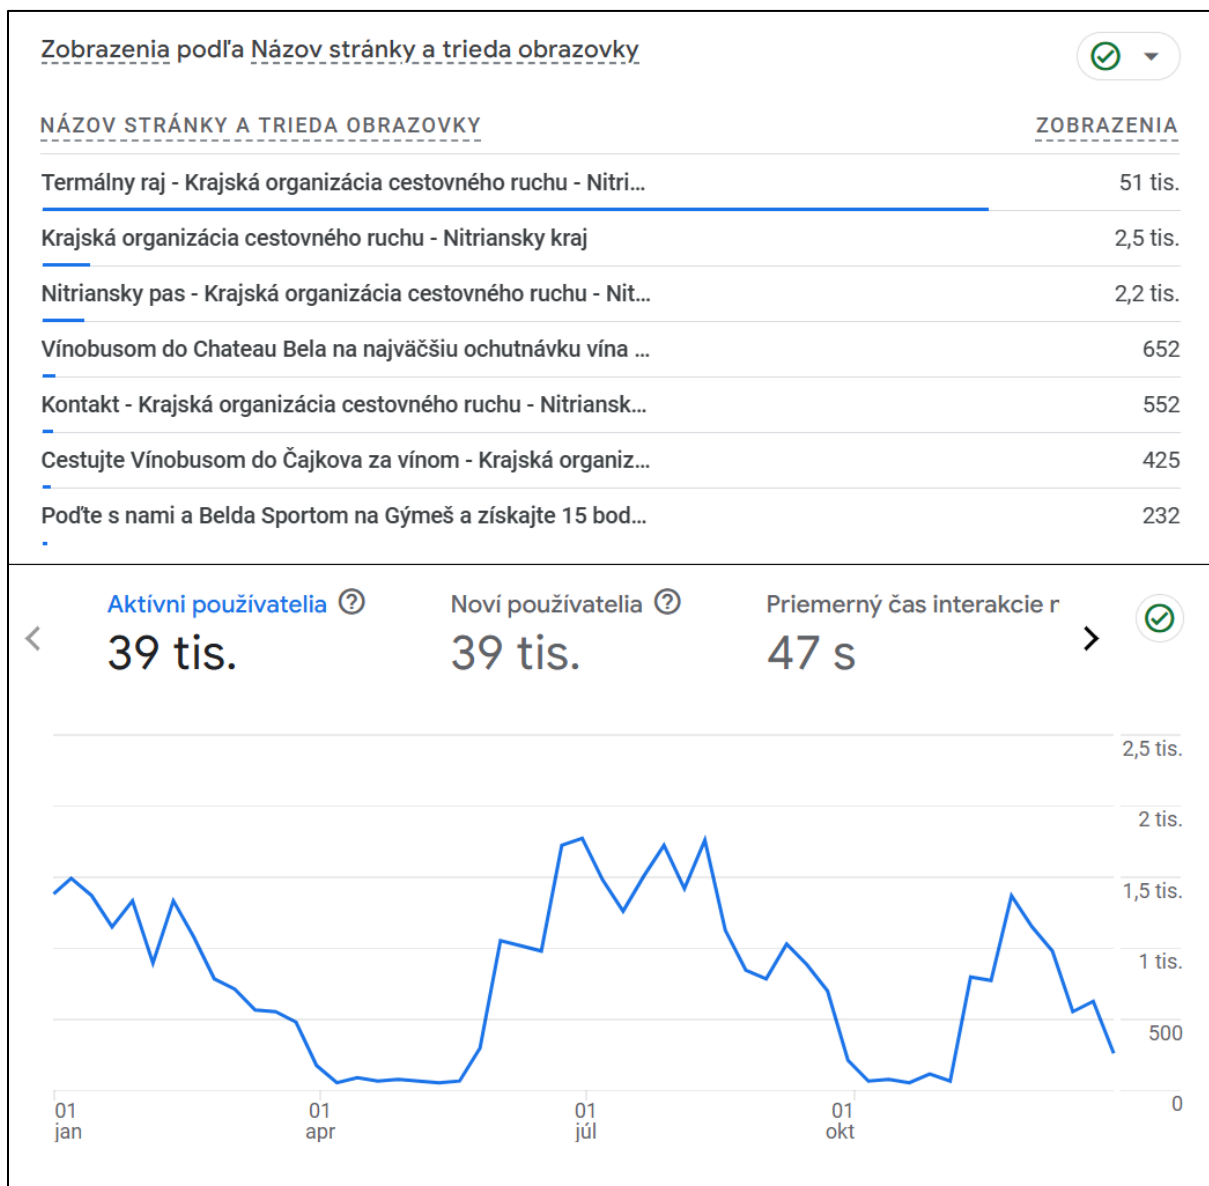 Zobrazenia podľa Názov stránky a trieda obrazovky
NÁZOV STRÁNKY A TRIEDA OBRAZOVKY ZOBRAZENIA
Termálny raj - Krajská organizácia cestovného ruchu - Nitri... 51 tis.
Krajská organizácia cestovného ruchu - Nitriansky kraj 2,5 tis.
Nitriansky pas - Krajská organizácia cestovného ruchu - Nit... 2,2 tis.
Vínobusom do Chateau Bela na najväčšiu ochutnávku vína ... 652
Kontakt - Krajská organizácia cestovného ruchu - Nitriansk... 552
Cestujte Vínobusom do Čajkova za vínom - Krajská organiz... 425
Poďte s nami a Belda Sportom na Gýmeš a získajte 15 bod... 232
Aktívni používatelia Noví používatelia Priemerný čas interakcie r
39 tis. 39 tis. 47 s
2,5 tis.
2 tis.
1,5 tis.
1 tis.
500
0
01 01 01 01
jan apr júl okt